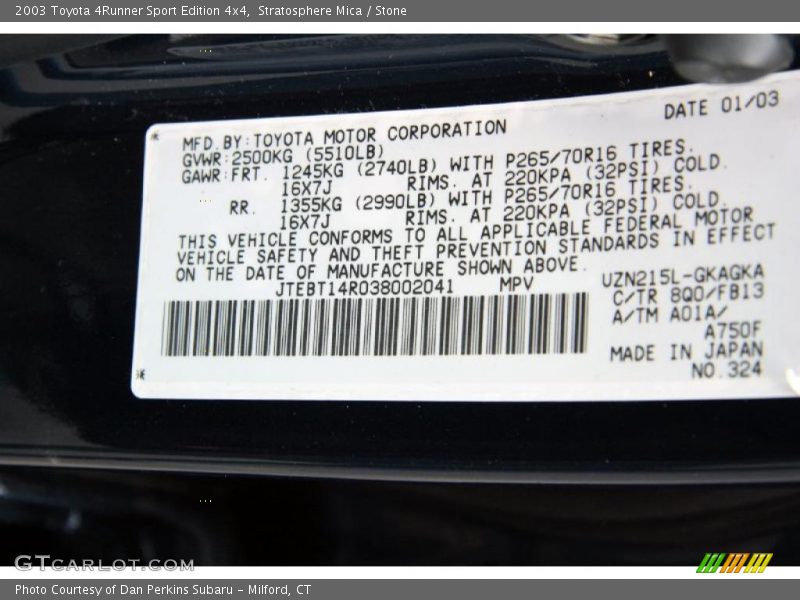 2003 Toyota 4Runner Sport Edition 4x4,  Stratosphere Mica / Stone
DATE 01/03
MFD.BY:TOYOTA MOTOR CORPORATION
GVWR:2500KG (5510LB)
GAWR:FRT. 1245KG (2740LB) WITH P265/70R16 TIRES.
16X7J RIMS. AT 220KPA (32PSI) COLD.
RR. 1355KG (2990LB) WITH P265/70R16 TIRES.
16X7J RIMS. AT 220KPA (32PSI) COLD.
THIS VEHICLE CONFORMS TO ALL APPLICABLE FEDERAL MOTOR
VEHICLE SAFETY AND THEFT PREVENTION STANDARDS IN EFFECT
ON THE DATE OF MANUFACTURE SHOWN ABOVE.
JTEBT14R038002041 MPV
UZN215L-GKAGKA
C/TR 8Q0/FB13
A/TM A01A/
A750F
MADE IN JAPAN
NO.324
GTCARLOT.COM
Photo Courtesy of Dan Perkins Subaru - Milford, CT